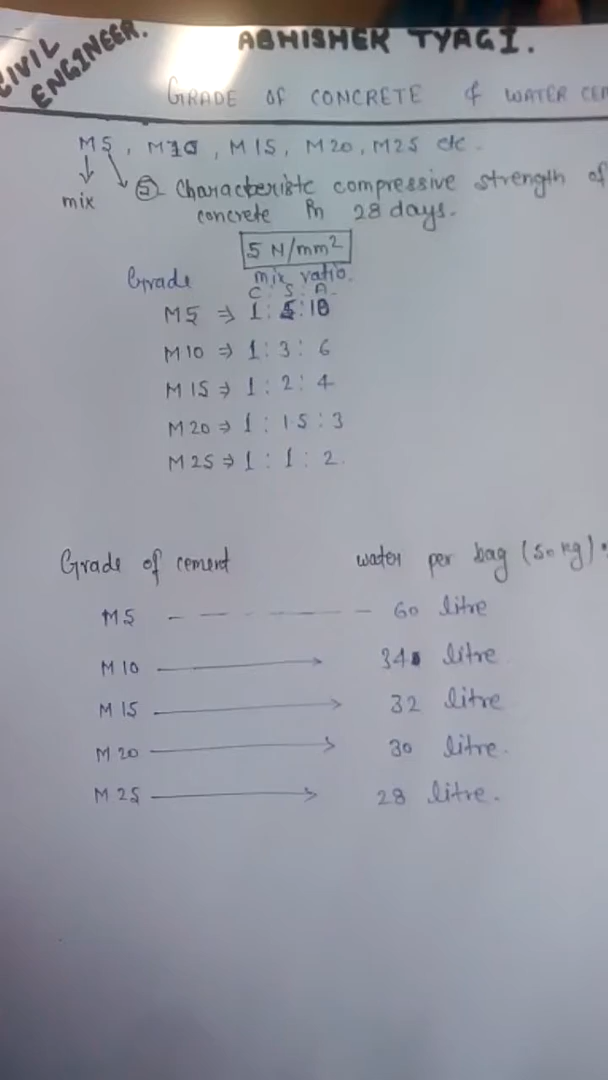 CIVIL ENGINEER.
ABHISHEK TYAGI.
GRADE OF CONCRETE & WATER CEM
M5, M10, M15, M20, M25 etc.
mix
5 Characteristc compressive strength of
concrete in 28 days.
5 N/mm²
Grade mix ratio.
C S A
M5 ⇒ 1:5:10
M10 ⇒ 1:3:6
M15 ⇒ 1:2:4
M20 ⇒ 1:1.5:3
M25 ⇒ 1:1:2.
Grade of cement water per bag (50 kg)
M5 - 60 litre
M10 → 34 litre
M15 → 32 litre
M20 → 30 litre.
M25 → 28 litre.